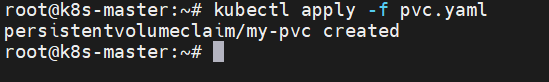 root@k8s-master:~# kubectl apply -f pvc.yaml
persistentvolumeclaim/my-pvc created
root@k8s-master:~#